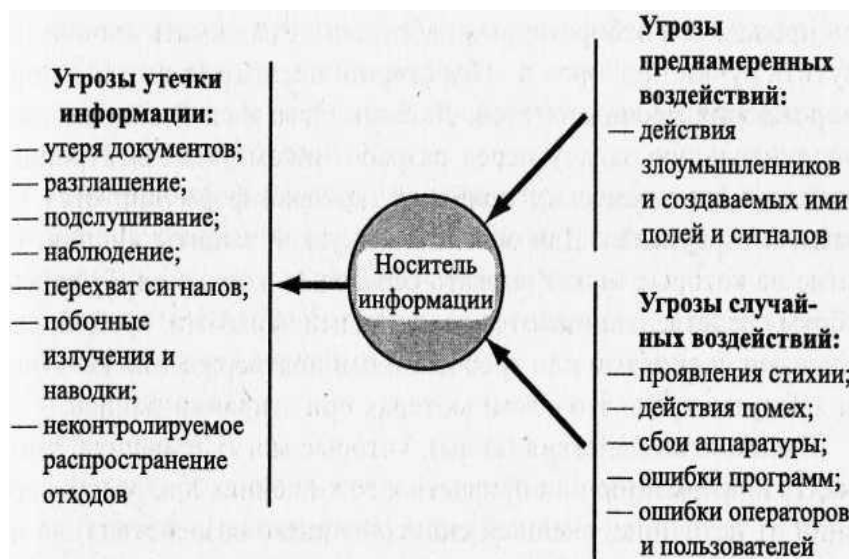 Угрозы утечки
информации:
— утеря документов;
— разглашение;
— подслушивание;
— наблюдение;
— перехват сигналов;
побочные
излучения и
наводки;
— неконтролируемое
распространение
отходов
Носитель
информации
Угрозы
преднамеренных
воздействий:
— действия
злоумышленников
и создаваемых ими
полей и сигналов
Угрозы случай-
ных воздействий:
— проявления стихии;
— действия помех;
— сбои аппаратуры;
— ошибки программ;
— ошибки операторов
и пользователей